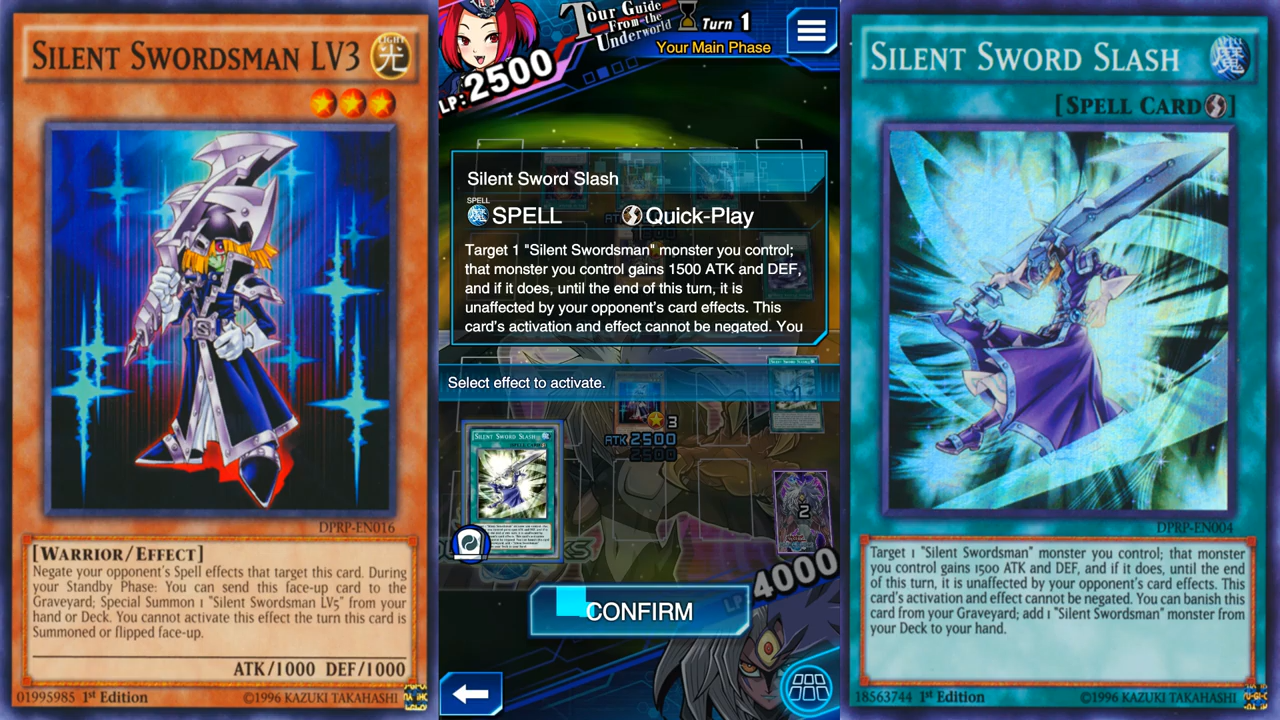 SILENT SWORDSMAN LV3
LIGHT
光
DPRP-EN016
[WARRIOR/EFFECT]
Negate your opponent's Spell effects that target this card. During
your Standby Phase: You can send this face-up card to the
Graveyard; Special Summon 1 "Silent Swordsman LV5" from your
hand or Deck. You cannot activate this effect the turn this card is
Summoned or flipped face-up.
ATK/1000 DEF/1000
01995985 1st Edition
©1996 KAZUKI TAKAHASHI
Tour Guide
From the
Underworld
Turn 1
Your Main Phase
LP:2500
Silent Sword Slash
SPELL
SPELL
Quick-Play
Target 1 "Silent Swordsman" monster you control;
that monster you control gains 1500 ATK and DEF,
and if it does, until the end of this turn, it is
unaffected by your opponent's card effects. This
card's activation and effect cannot be negated. You
Select effect to activate.
SILENT SWORD SLASH
1
3
ATK 2500
2500
SILENT SWORD SLASH
2
LP:4000
CONFIRM
SILENT SWORD SLASH
SPELL
魔
[SPELL CARD]
DPRP-EN004
Target 1 "Silent Swordsman" monster you control; that monster
you control gains 1500 ATK and DEF, and if it does, until the end
of this turn, it is unaffected by your opponent's card effects. This
card's activation and effect cannot be negated. You can banish this
card from your Graveyard; add 1 "Silent Swordsman" monster from
your Deck to your hand.
18563744 1st Edition
©1996 KAZUKI TAKAHASHI